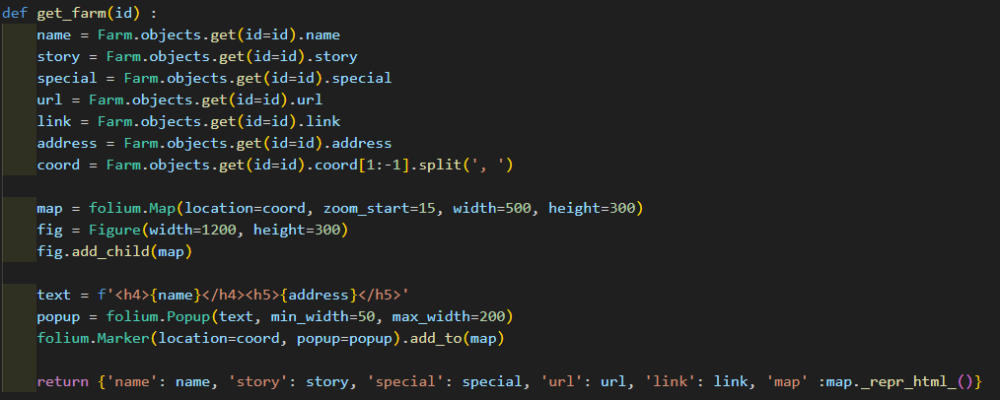 def get_farm(id) :
    name = Farm.objects.get(id=id).name
    story = Farm.objects.get(id=id).story
    special = Farm.objects.get(id=id).special
    url = Farm.objects.get(id=id).url
    link = Farm.objects.get(id=id).link
    address = Farm.objects.get(id=id).address
    coord = Farm.objects.get(id=id).coord[1:-1].split(', ')

    map = folium.Map(location=coord, zoom_start=15, width=500, height=300)
    fig = Figure(width=1200, height=300)
    fig.add_child(map)

    text = f'<h4>{name}</h4><h5>{address}</h5>'
    popup = folium.Popup(text, min_width=50, max_width=200)
    folium.Marker(location=coord, popup=popup).add_to(map)

    return {'name': name, 'story': story, 'special': special, 'url': url, 'link': link, 'map' :map._repr_html_()}